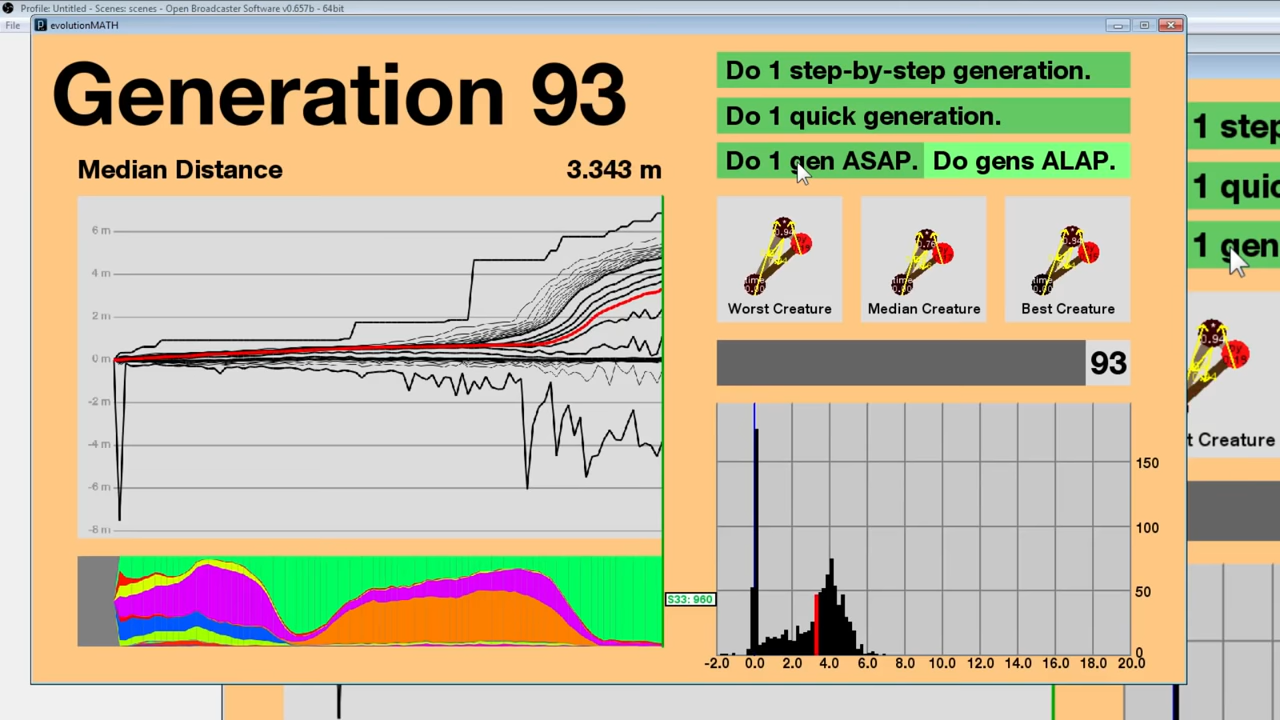 Profile: Untitled - Scenes: scenes - Open Broadcaster Software v0.657b - 64bit
File
evolutionMATH
Generation 93
Do 1 step-by-step generation.
Do 1 quick generation.
Do 1 gen ASAP.
Do gens ALAP.
Median Distance
3.343 m
6 m
4 m
2 m
0 m
-2 m
-4 m
-6 m
-8 m
Worst Creature
Median Creature
Best Creature
93
S33: 960
150
100
50
0
-2.0 0.0 2.0 4.0 6.0 8.0 10.0 12.0 14.0 16.0 18.0 20.0
1 step
1 quic
1 gen
t Creature